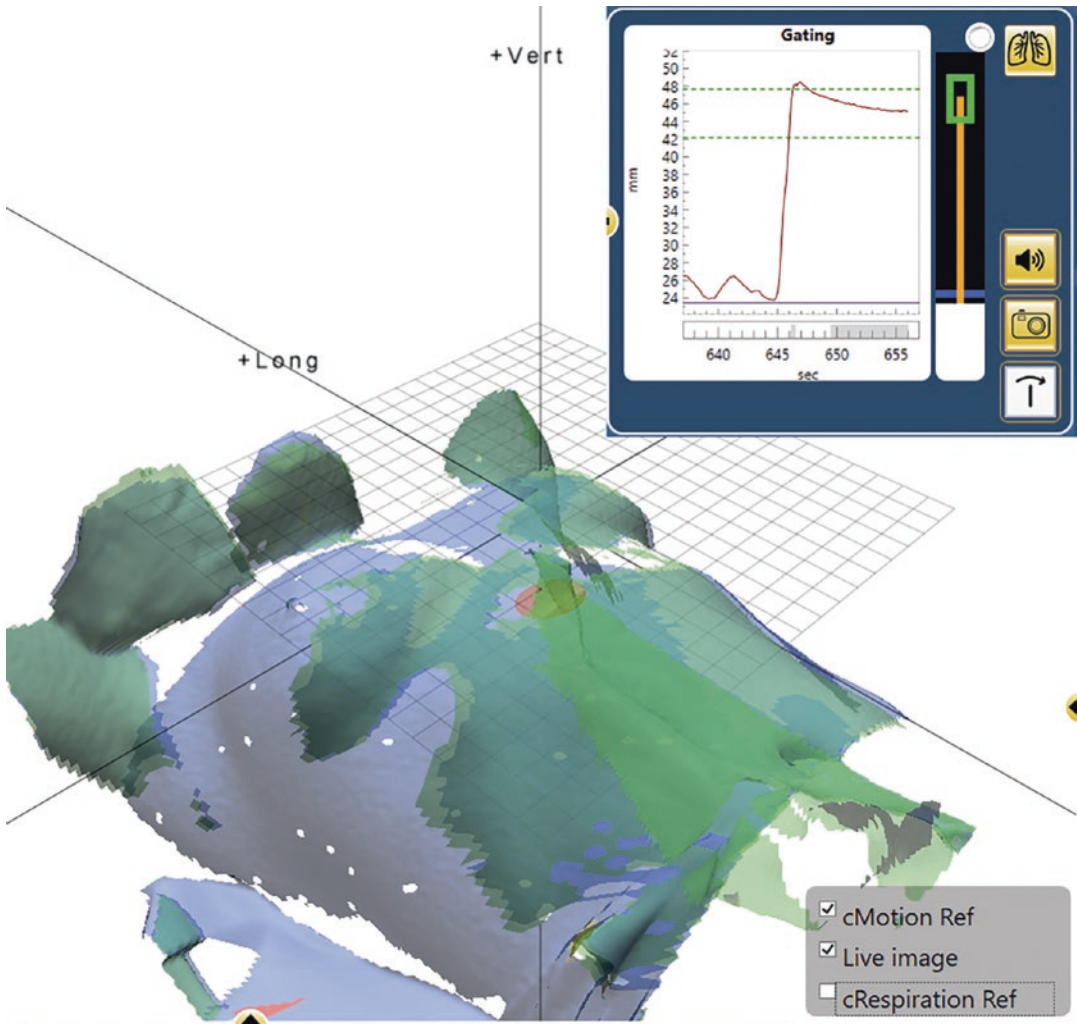 +Vert
+Long
Gating
52
50
48
46
44
42
40
38
36
34
32
30
28
26
24
mm
640
645
650
655
sec
cMotion Ref
Live image
cRespiration Ref